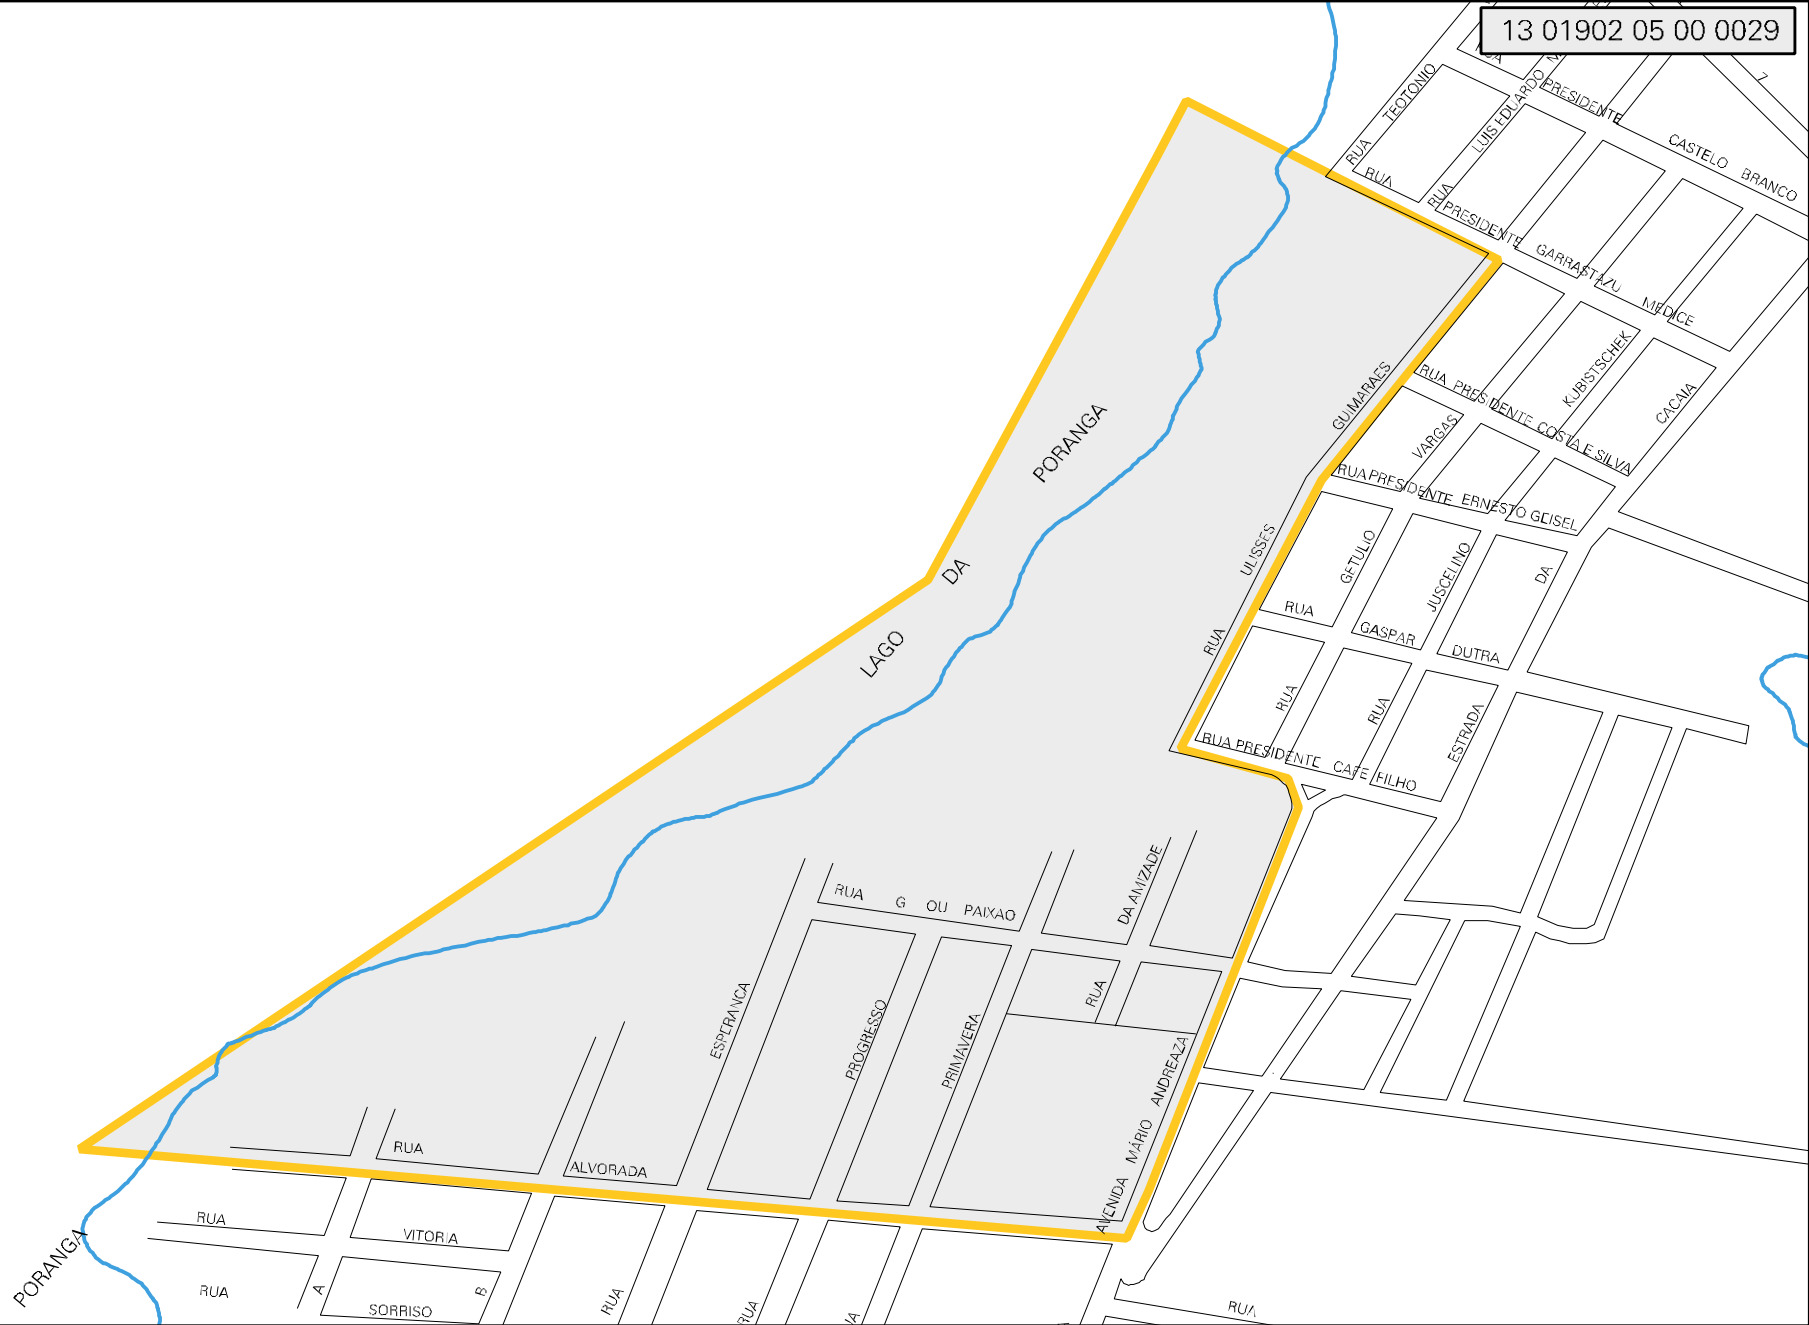 13 01902 05 00 0029
RUA TEOTONIO
LUIS EDUARDO
RUA
PRESIDENTE CASTELO BRANCO
RUA PRESIDENTE GARRASTAZU MEDICE
RUA PRESIDENTE COSTA E SILVA
KUBISTSCHEK
CACAIA
VARGAS
RUA PRESIDENTE ERNESTO GEISEL
RUA ULISSES GUIMARAES
GETULIO
JUSCELINO
DA
RUA GASPAR DUTRA
RUA
RUA
ESTRADA
RUA PRESIDENTE CAFE FILHO
LAGO DA PORANGA
RUA G OU PAIXAO
DA AMIZADE
RUA
ESPERANCA
PROGRESSO
PRIMAVERA
AVENIDA MÁRIO ANDREAZA
RUA ALVORADA
RUA VITORIA
RUA SORRISO
A
B
PORANGA
RUA
RUA
RUA